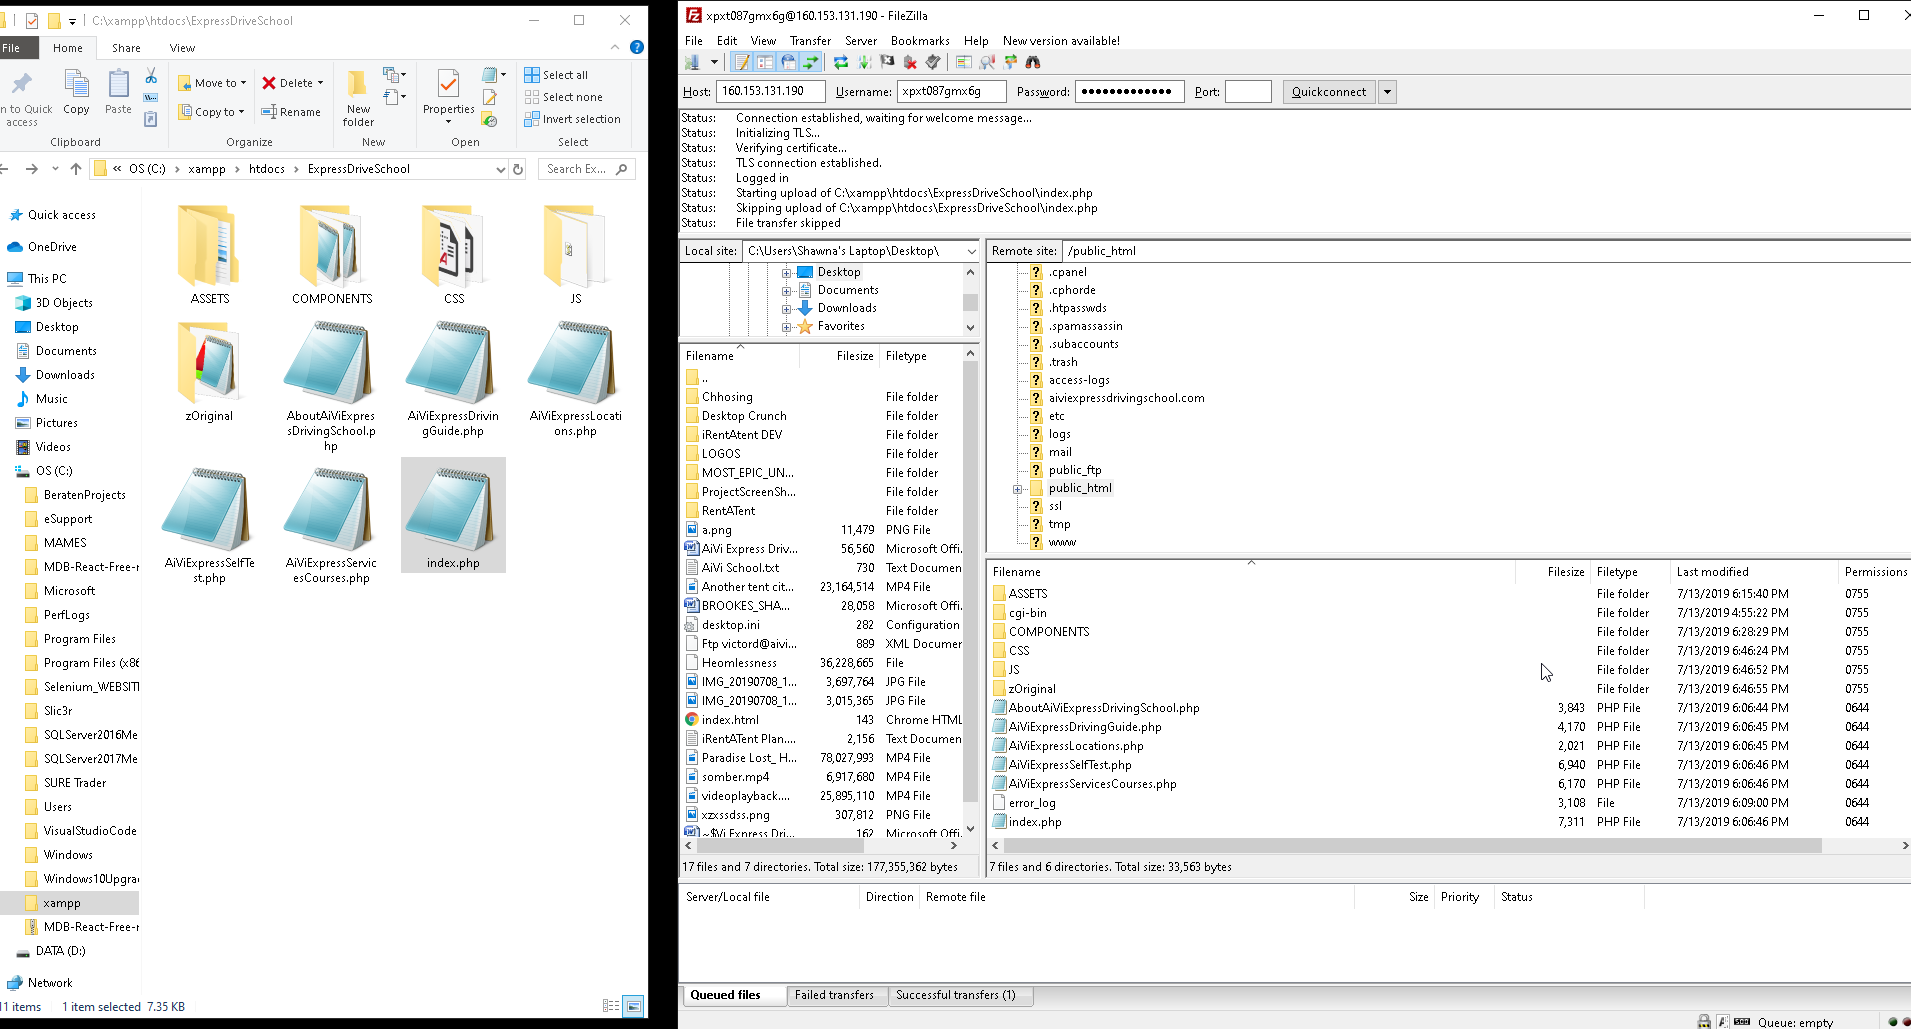 C:\xampp\htdocs\ExpressDriveSchool
File Home Share View
n to Quick access
Copy
Paste
Clipboard
Move to
Copy to
Delete
Rename
Organize
New folder
New
Properties
Open
Select all
Select none
Invert selection
Select
« OS (C:) › xampp › htdocs › ExpressDriveSchool
Search Ex...
Quick access
OneDrive
This PC
3D Objects
Desktop
Documents
Downloads
Music
Pictures
Videos
OS (C:)
BeratenProjects
eSupport
MAMES
MDB-React-Free-r
Microsoft
PerfLogs
Program Files
Program Files (x86
Selenium_WEBSITI
Slic3r
SQLServer2016Me
SQLServer2017Me
SURE Trader
Users
VisualStudioCode
Windows
Windows10Upgra
xampp
MDB-React-Free-r
DATA (D:)
Network
ASSETS
COMPONENTS
CSS
JS
zOriginal
AboutAiViExpres
sDrivingSchool.p
hp
AiViExpressDrivin
gGuide.php
AiViExpressLocati
ons.php
AiViExpressSelfTe
st.php
AiViExpressServic
esCourses.php
index.php
11 items 1 item selected 7.35 KB
xpxt087gmx6g@160.153.131.190 - FileZilla
File Edit View Transfer Server Bookmarks Help New version available!
Host: 160.153.131.190 Username: xpxt087gmx6g Password: ●●●●●●●●●●●●● Port: Quickconnect
Status: Connection established, waiting for welcome message...
Status: Initializing TLS...
Status: Verifying certificate...
Status: TLS connection established.
Status: Logged in
Status: Starting upload of C:\xampp\htdocs\ExpressDriveSchool\index.php
Status: Skipping upload of C:\xampp\htdocs\ExpressDriveSchool\index.php
Status: File transfer skipped
Local site: C:\Users\Shawna's Laptop\Desktop\
Desktop
Documents
Downloads
Favorites
Filename Filesize Filetype
..
Chhosing File folder
Desktop Crunch File folder
iRentAtent DEV File folder
LOGOS File folder
MOST_EPIC_UN... File folder
ProjectScreenSh... File folder
RentATent File folder
a.png 11,479 PNG File
AiVi Express Driv... 56,560 Microsoft Offi.
AiVi School.txt 730 Text Documen
Another tent cit... 23,164,514 MP4 File
BROOKES_SHA... 28,058 Microsoft Offi.
desktop.ini 282 Configuration
Ftp victord@aivi... 889 XML Documen
Heomlessness 36,228,665 File
IMG_20190708_1... 3,697,764 JPG File
IMG_20190708_1... 3,015,365 JPG File
index.html 143 Chrome HTML
iRentATent Plan.... 2,156 Text Documen
Paradise Lost_ H... 78,027,993 MP4 File
somber.mp4 6,917,680 MP4 File
videoplayback.... 25,895,110 MP4 File
xzxssdss.png 307,812 PNG File
~$Vi Express Dri... 162 Microsoft Offi.
17 files and 7 directories. Total size: 177,355,362 bytes
Remote site: /public_html
.cpanel
.cphorde
.htpasswds
.spamassassin
.subaccounts
.trash
access-logs
aiviexpressdrivingschool.com
etc
logs
mail
public_ftp
public_html
ssl
tmp
www
Filename Filesize Filetype Last modified Permissions
ASSETS File folder 7/13/2019 6:15:40 PM 0755
cgi-bin File folder 7/13/2019 4:55:22 PM 0755
COMPONENTS File folder 7/13/2019 6:28:29 PM 0755
CSS File folder 7/13/2019 6:46:24 PM 0755
JS File folder 7/13/2019 6:46:52 PM 0755
zOriginal File folder 7/13/2019 6:46:55 PM 0755
AboutAiViExpressDrivingSchool.php 3,843 PHP File 7/13/2019 6:06:44 PM 0644
AiViExpressDrivingGuide.php 4,170 PHP File 7/13/2019 6:06:45 PM 0644
AiViExpressLocations.php 2,021 PHP File 7/13/2019 6:06:45 PM 0644
AiViExpressSelfTest.php 6,940 PHP File 7/13/2019 6:06:46 PM 0644
AiViExpressServicesCourses.php 6,170 PHP File 7/13/2019 6:06:46 PM 0644
error_log 3,108 File 7/13/2019 6:09:00 PM 0644
index.php 7,311 PHP File 7/13/2019 6:06:46 PM 0644
7 files and 6 directories. Total size: 33,563 bytes
Server/Local file Direction Remote file Size Priority Status
Queued files Failed transfers Successful transfers (1)
Queue: empty